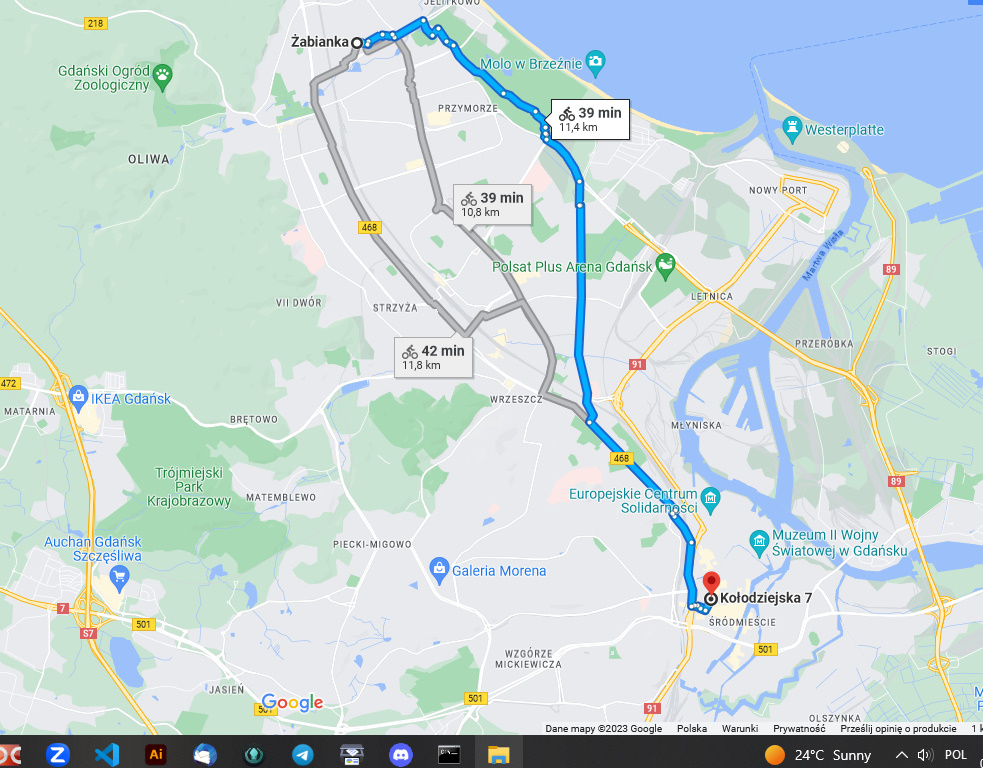 JELITKOWO
218
Żabianka
Gdański Ogród
Zoologiczny
Molo w Brzeźnie
PRZYMORZE
39 min
11,4 km
Westerplatte
OLIWA
NOWY PORT
39 min
10,8 km
468
Martwa Wisła
Polsat Plus Arena Gdańsk
89
VII DWÓR
STRZYŻA
LETNICA
42 min
11,8 km
PRZERÓBKA
STOGI
91
472
IKEA Gdańsk
MATARNIA
WRZESZCZ
BRĘTOWO
MŁYNISKA
468
Trójmiejski
Park
Krajobrazowy
MATEMBLEWO
89
Europejskie Centrum
Solidarności
Auchan Gdańsk
Szczęśliwa
PIECKI-MIGOWO
Muzeum II Wojny
Światowej w Gdańsku
Galeria Morena
Kołodziejska 7
7
501
S7
ŚRÓDMIEŚCIE
501
WZGÓRZE
MICKIEWICZA
JASIEŃ
501
501
Google
91
OLSZYNKA
Dane mapy ©2023 Google
Polska
Warunki
Prywatność
Prześlij opinię o produkcie
Z
Ai
24°C Sunny
POL